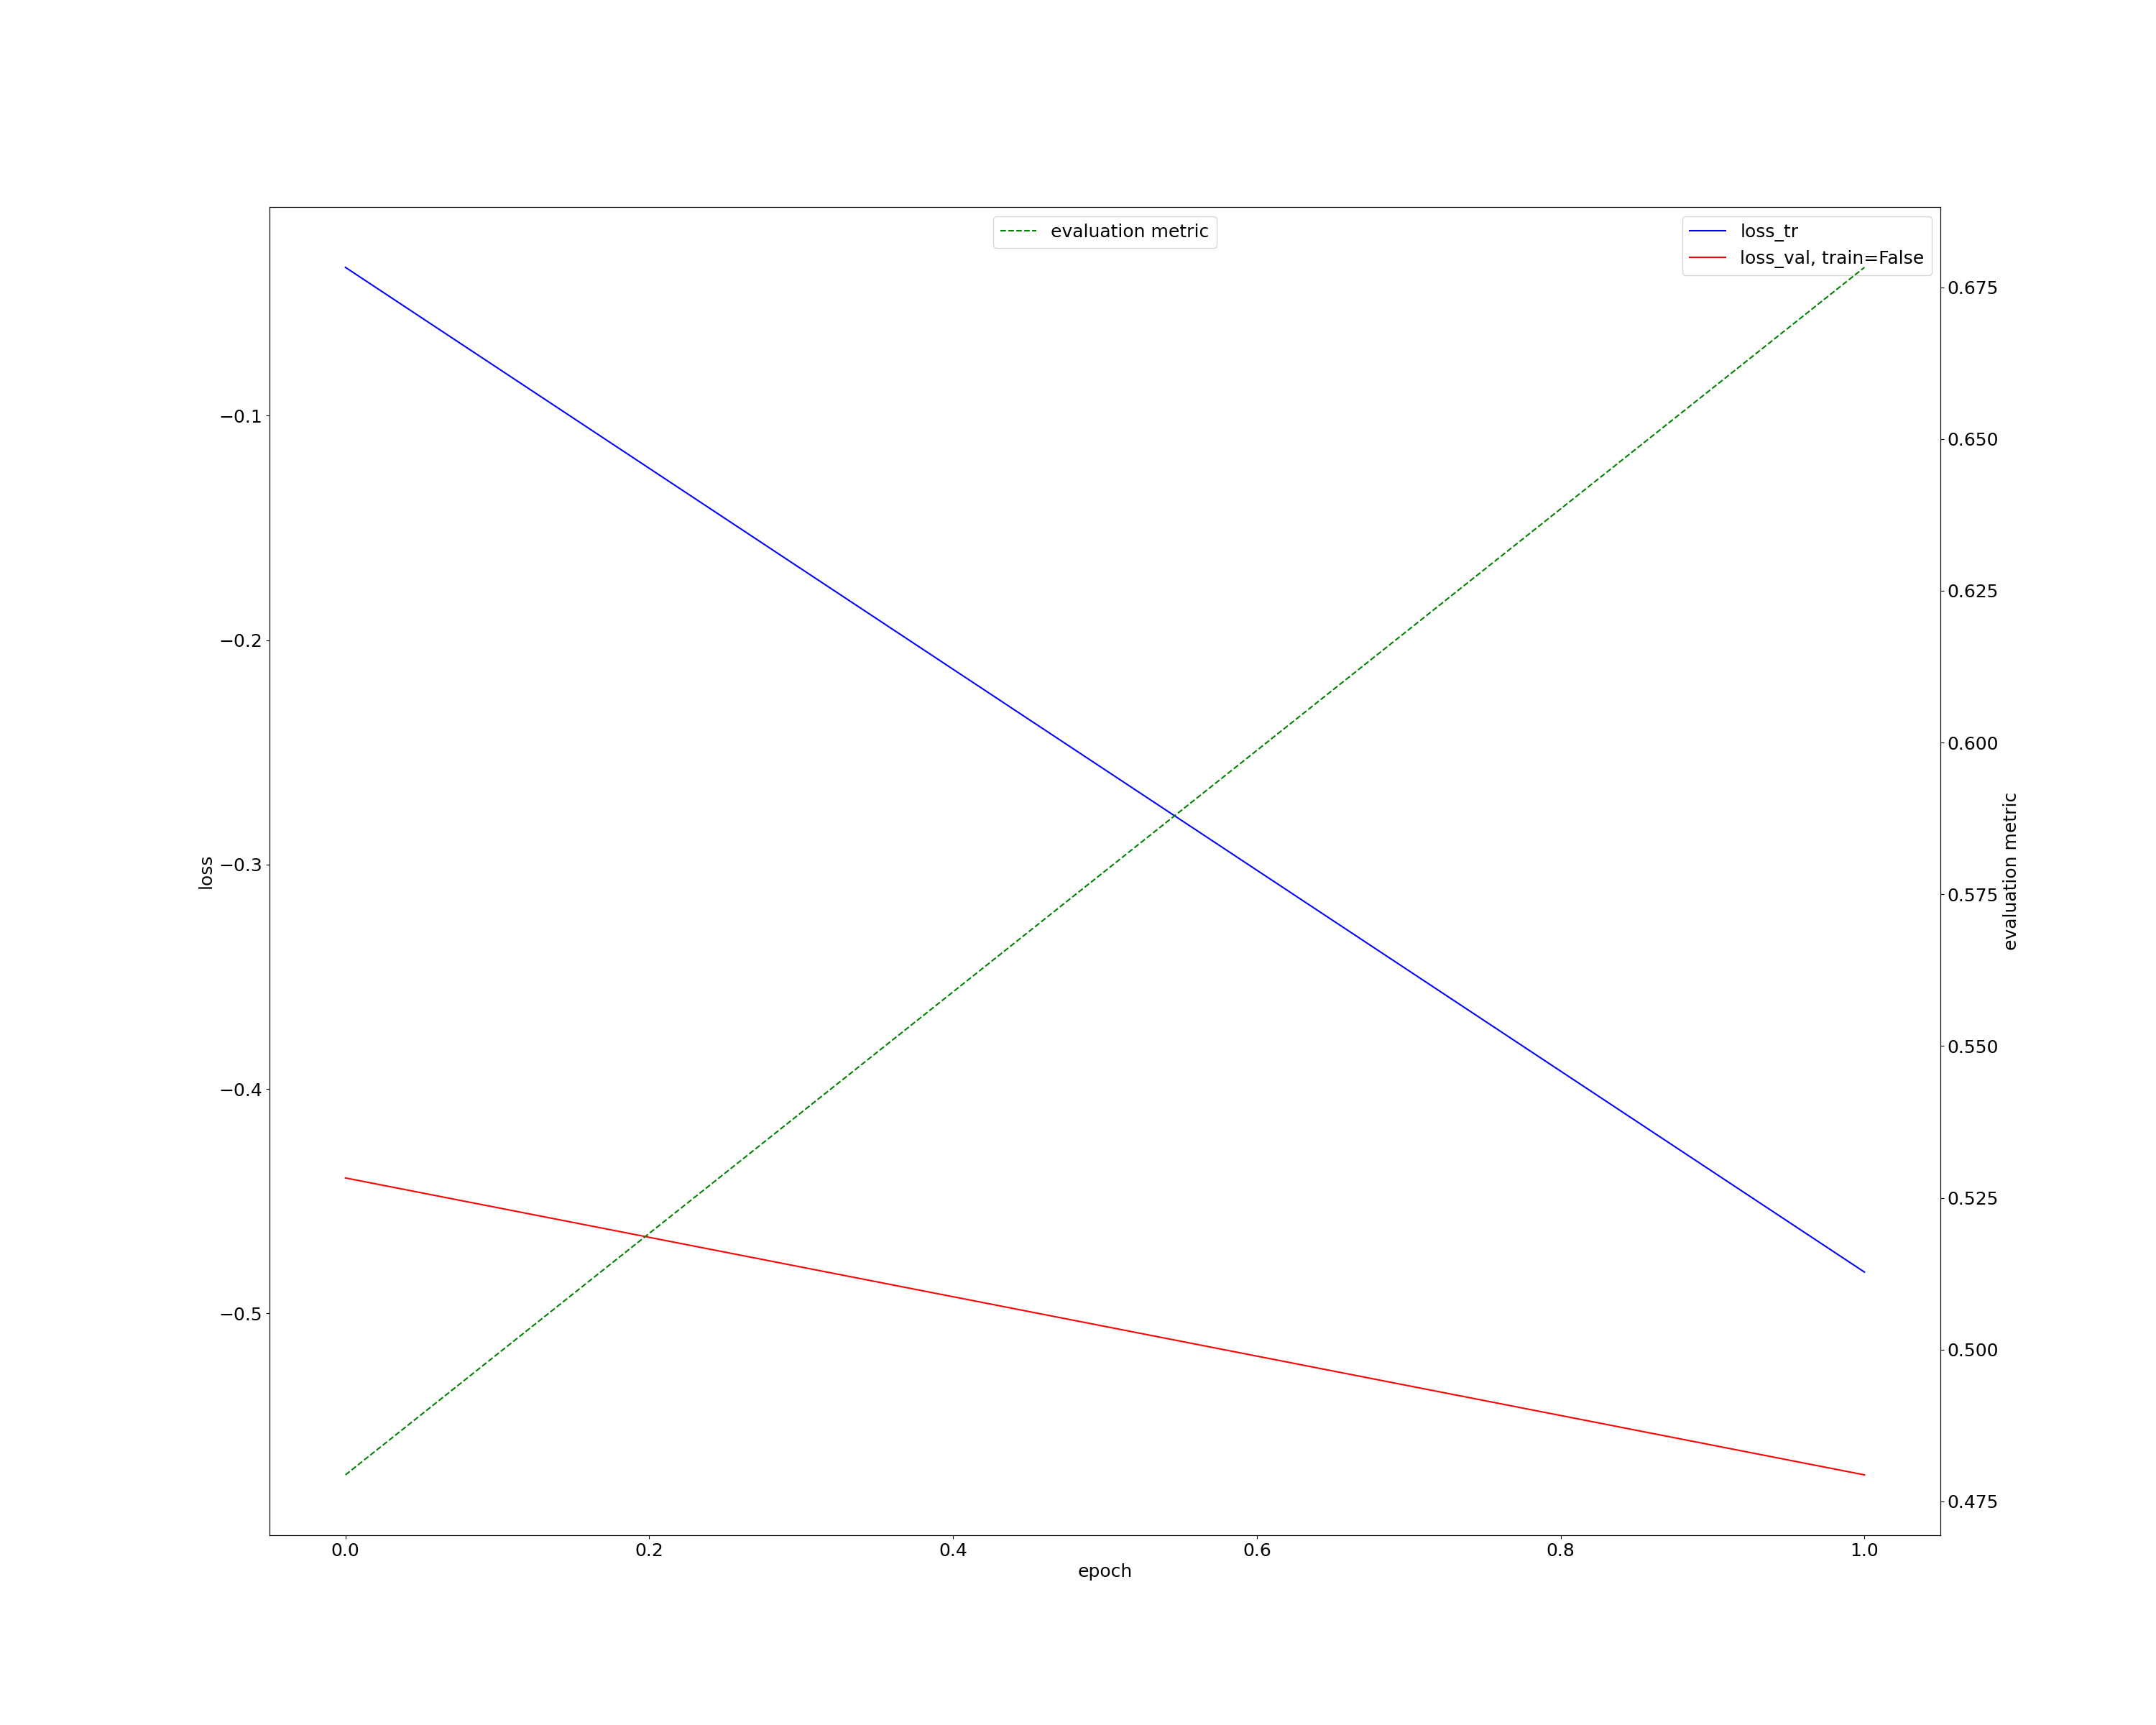 evaluation metric
loss_tr
loss_val, train=False
−0.1
−0.2
−0.3
−0.4
−0.5
loss
0.675
0.650
0.625
0.600
0.575
0.550
0.525
0.500
0.475
evaluation metric
0.0 0.2 0.4 0.6 0.8 1.0
epoch